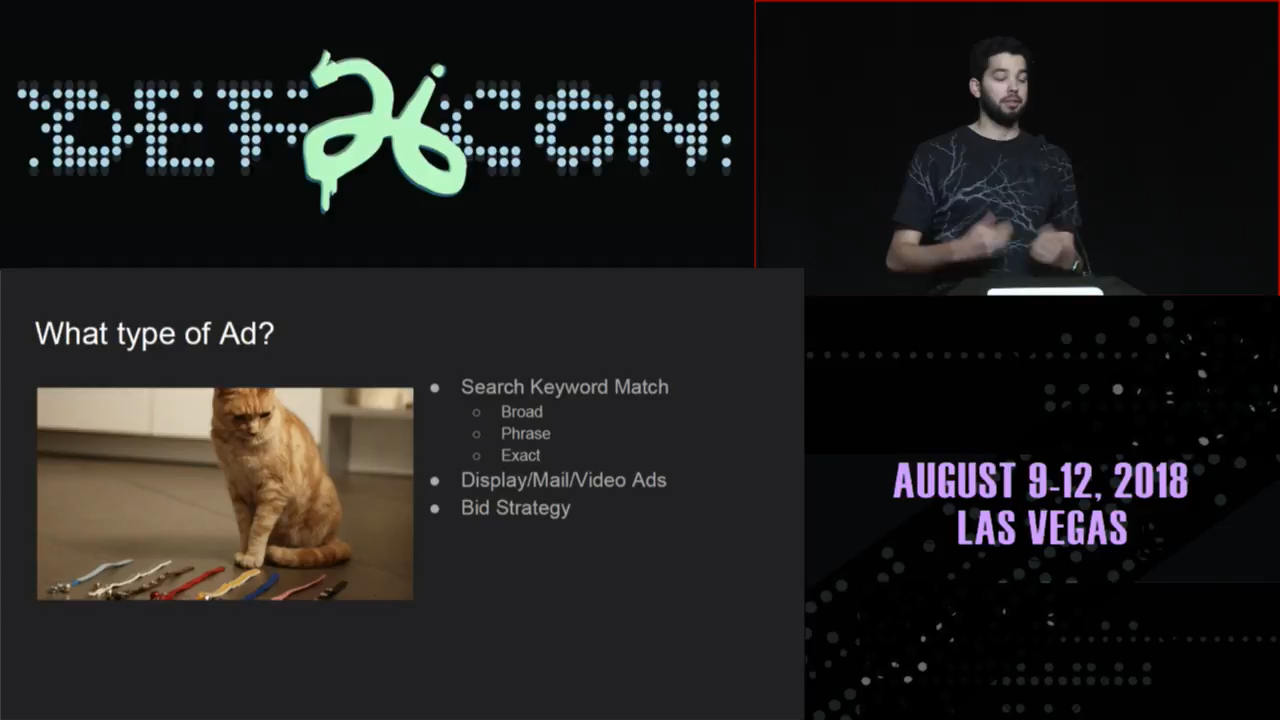 DEF 26 CON
What type of Ad?
Search Keyword Match
Broad
Phrase
Exact
Display/Mail/Video Ads
Bid Strategy
AUGUST 9-12, 2018
LAS VEGAS